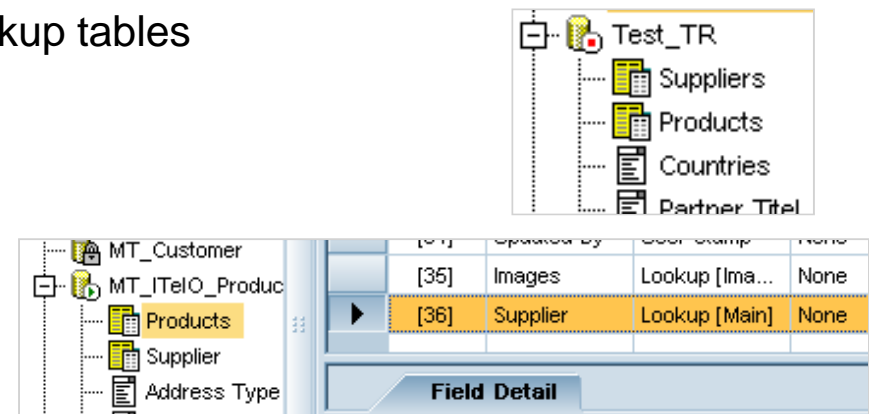 kup tables
Test_TR
Suppliers
Products
Countries
Partner Titel
MT_Customer
MT_ITeIO_Produc
Products
Supplier
Address Type
[35] Images Lookup [Ima... None
[36] Supplier Lookup [Main] None
Field Detail